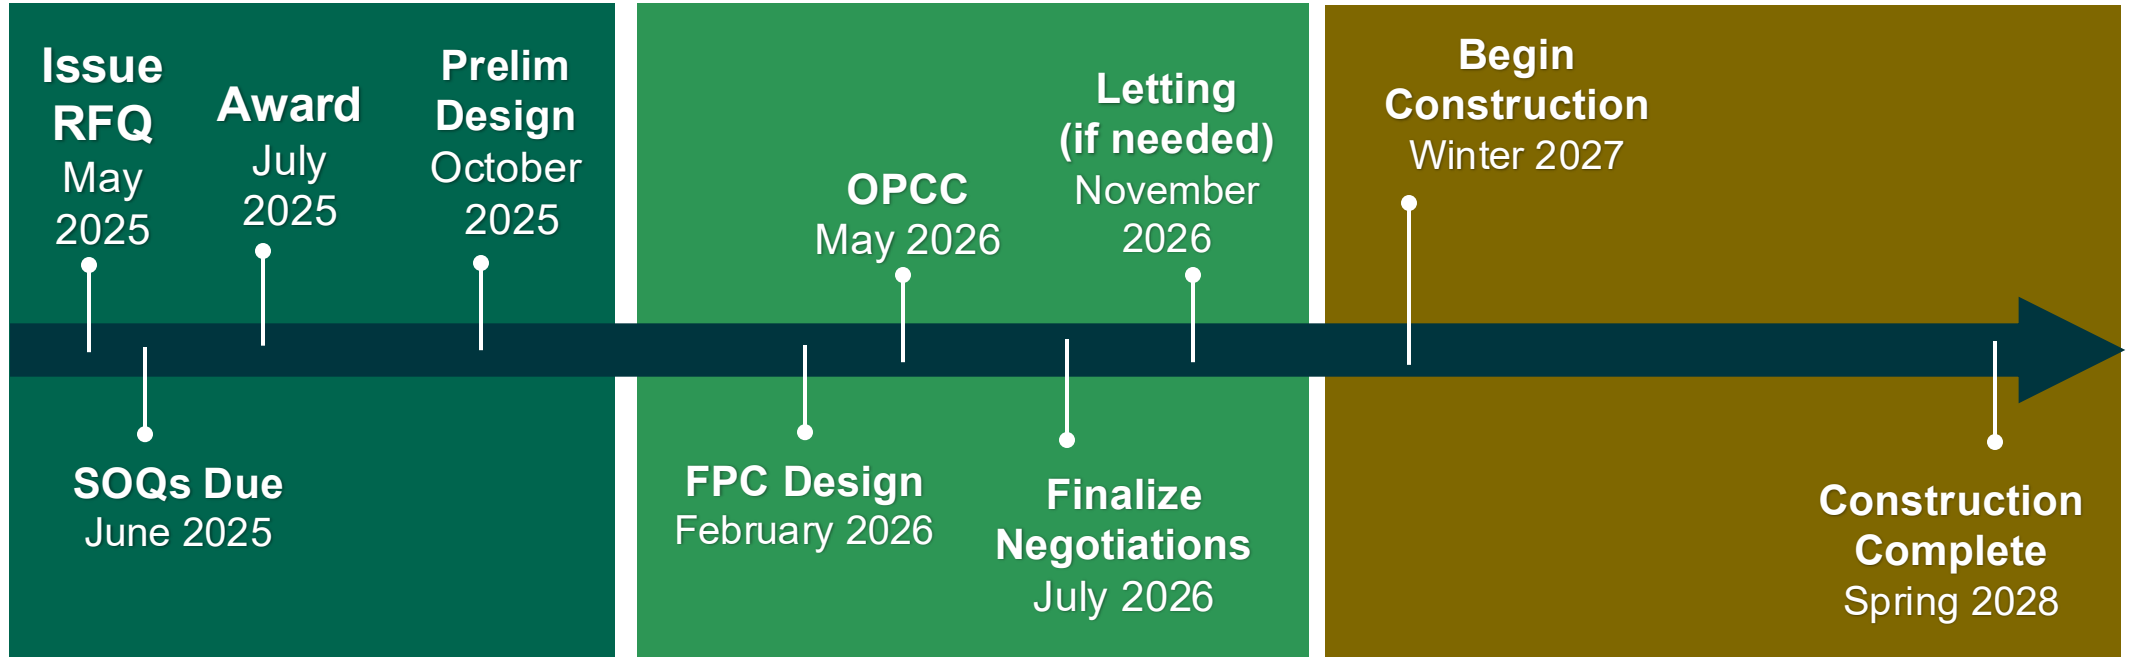 Issue
RFQ
May
2025
SOQs Due
June 2025
Award
July
2025
Prelim
Design
October
2025
FPC Design
February 2026
OPCC
May 2026
Finalize
Negotiations
July 2026
Letting
(if needed)
November
2026
Begin
Construction
Winter 2027
Construction
Complete
Spring 2028